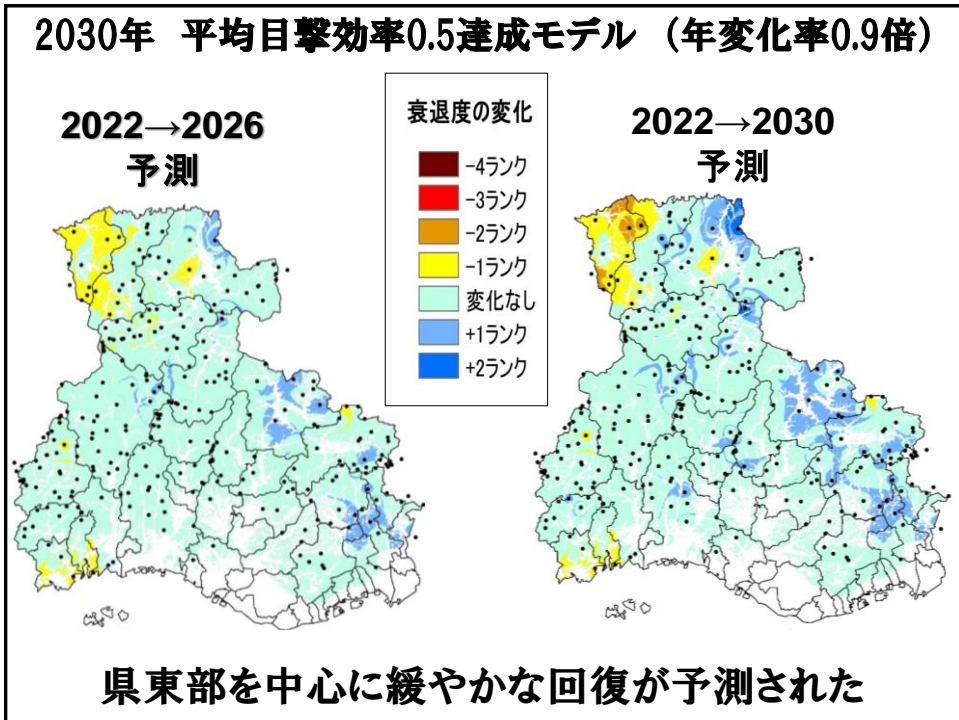 2030年 平均目撃効率0.5達成モデル (年変化率0.9倍)
2022→2026
予測
衰退度の変化
-4ランク
-3ランク
-2ランク
-1ランク
変化なし
+1ランク
+2ランク
2022→2030
予測
県東部を中心に緩やかな回復が予測された